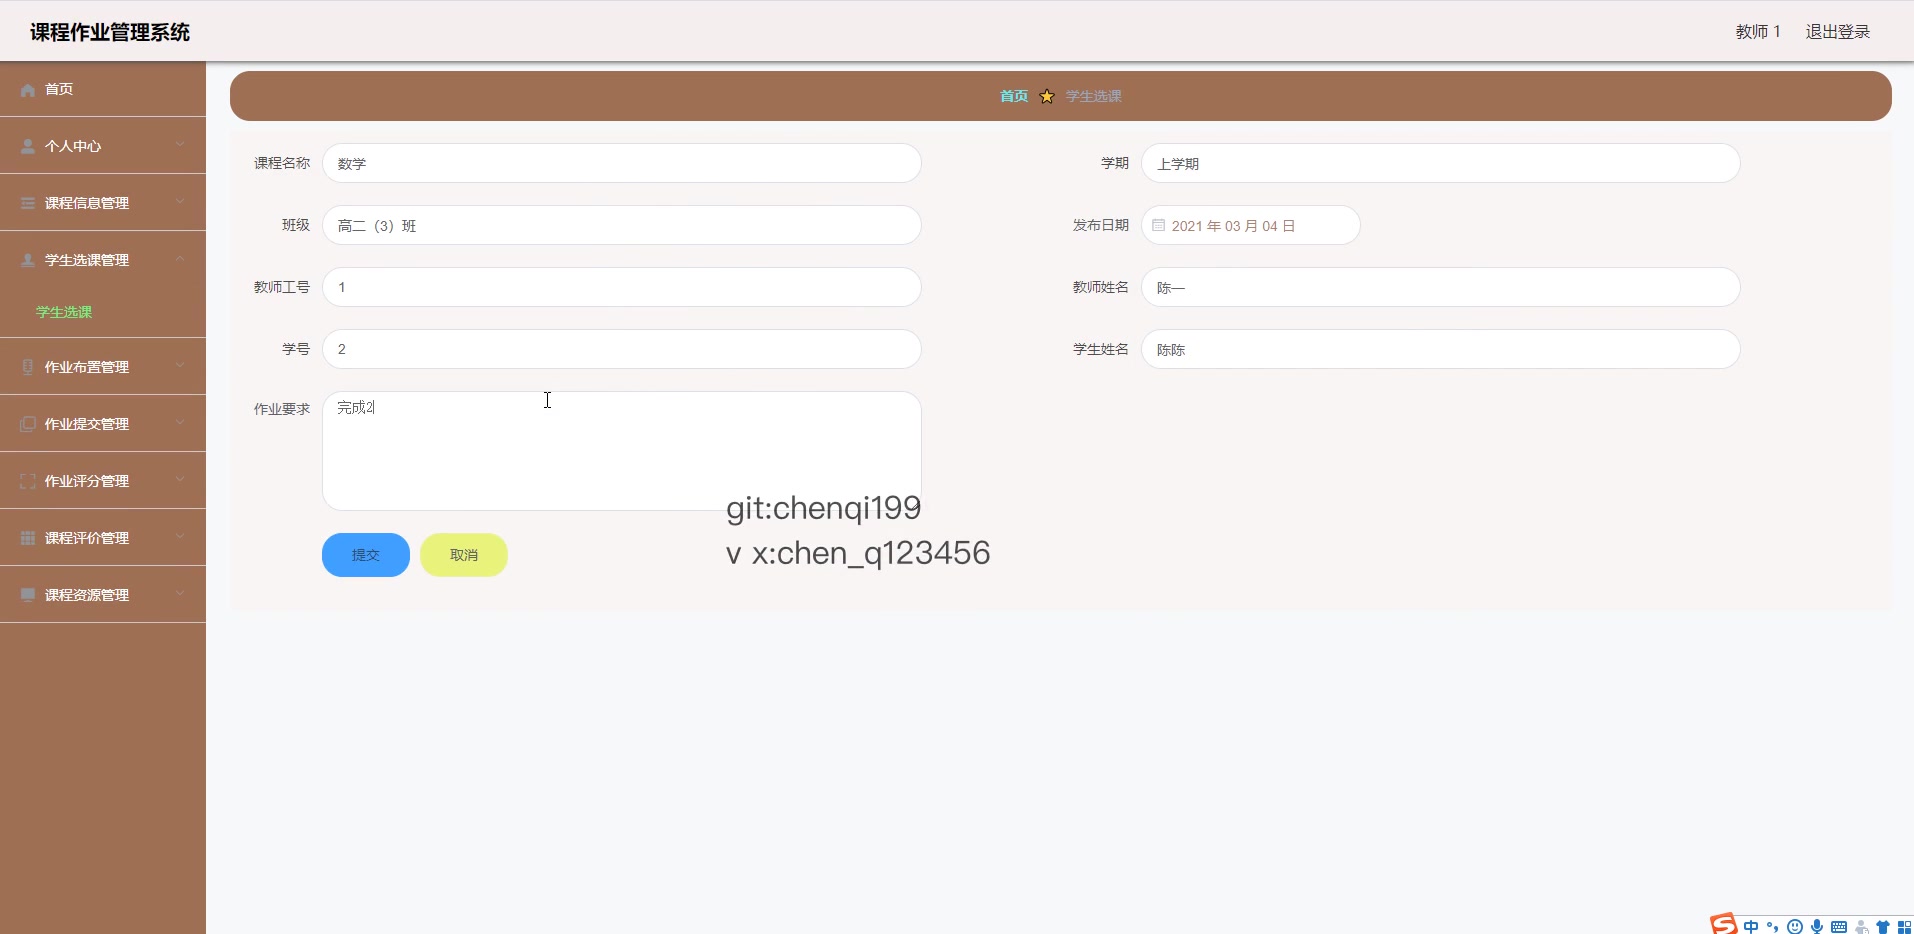 课程作业管理系统
教师 1 退出登录
首页
个人中心
课程信息管理
学生选课管理
学生选课
作业布置管理
作业提交管理
作业评分管理
课程评价管理
课程资源管理
首页 学生选课
课程名称 数学 学期 上学期
班级 高二（3）班 发布日期 2021 年 03 月 04 日
教师工号 1 教师姓名 陈一
学号 2 学生姓名 陈陈
作业要求 完成2
git:chenqi199
v x:chen_q123456
提交 取消
S 中